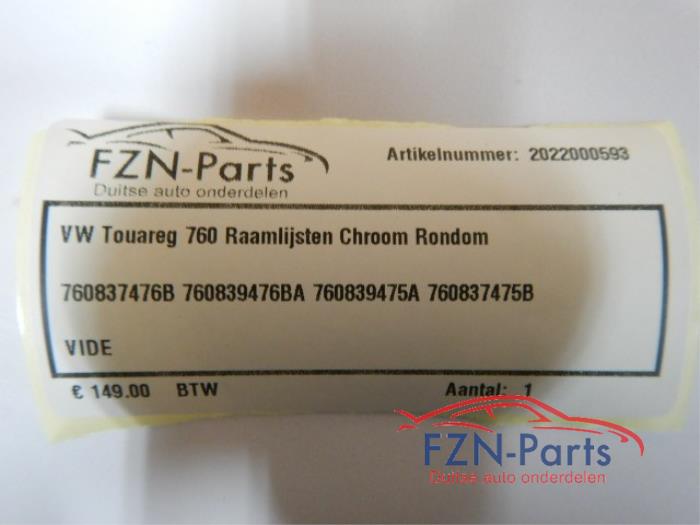 FZN-Parts
Duitse auto onderdelen
Artikelnummer: 2022000593
VW Touareg 760 Raamlijsten Chroom Rondom
760837476B 760839476BA 760839475A 760837475B
VIDE
€ 149.00 BTW
Aantal: 1
FZN-Parts
Duitse auto onderdelen